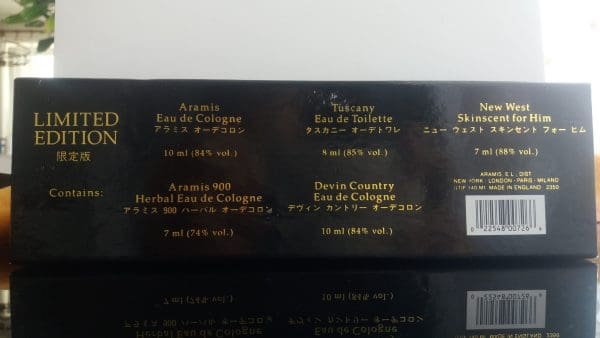 LIMITED
EDITION
限定版
Contains:
Aramis
Eau de Cologne
アラミス オーデコロン
10 ml (84% vol.)
Tuscany
Eau de Toilette
タスカニー オーデトワレ
8 ml (85% vol.)
New West
Skinscent for Him
ニュー ウェスト スキンセント フォー ヒム
7 ml (88% vol.)
Aramis 900
Herbal Eau de Cologne
アラミス 900 ハーバル オーデコロン
7 ml (74% vol.)
Devin Country
Eau de Cologne
デヴィン カントリー オーデコロン
10 ml (84% vol.)
ARAMIS, E.L., DIST
NEW YORK · LONDON · PARIS · MILANO
MADE IN ENGLAND
0 22548 00726